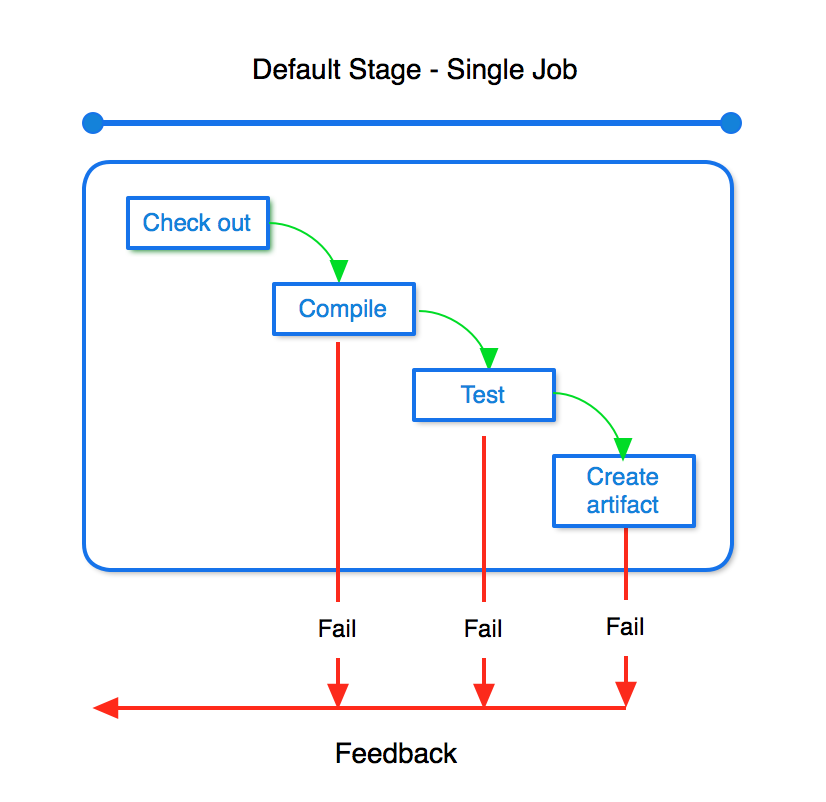 Default Stage - Single Job
Check out
Compile
Test
Create
artifact
Fail
Fail
Fail
Feedback